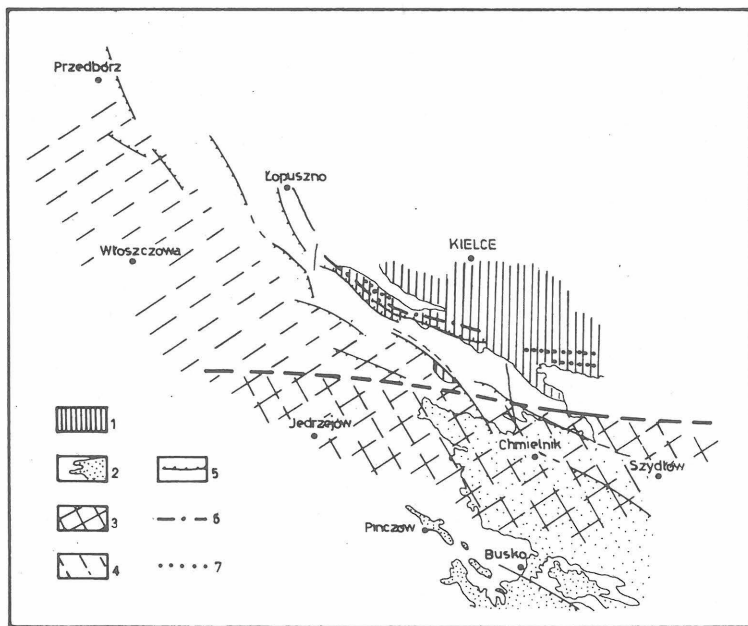 Przedbórz
Łopuszno
Włoszczowa
KIELCE
Jędrzejów
Chmielnik
Szydłów
Pińczów
Busko
1
2
3
4
5
6
7